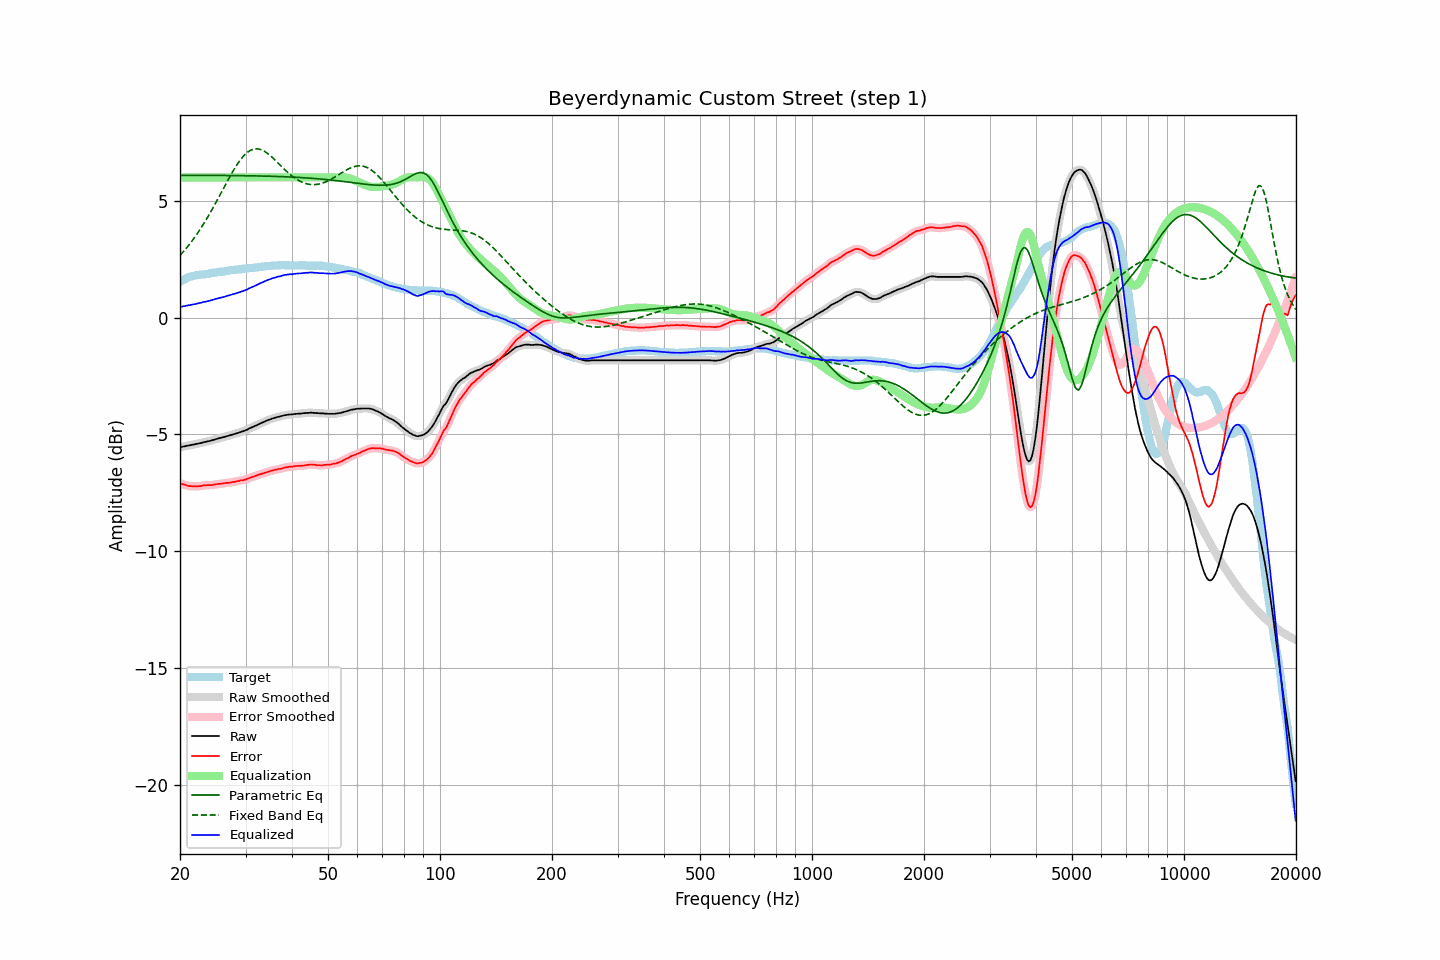 Beyerdynamic Custom Street (step 1)
Amplitude (dBr)
5
0
−5
−10
−15
−20
Target
Raw Smoothed
Error Smoothed
Raw
Error
Equalization
Parametric Eq
Fixed Band Eq
Equalized
20 50 100 200 500 1000 2000 5000 10000 20000
Frequency (Hz)